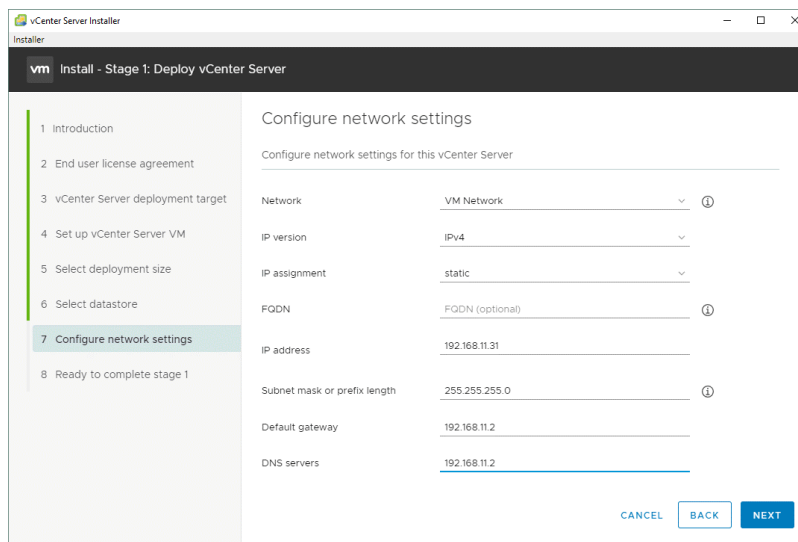 vCenter Server Installer
Installer
vm Install - Stage 1: Deploy vCenter Server
1 Introduction
2 End user license agreement
3 vCenter Server deployment target
4 Set up vCenter Server VM
5 Select deployment size
6 Select datastore
7 Configure network settings
8 Ready to complete stage 1
Configure network settings
Configure network settings for this vCenter Server
Network VM Network
IP version IPv4
IP assignment static
FQDN FQDN (optional)
IP address 192.168.11.31
Subnet mask or prefix length 255.255.255.0
Default gateway 192.168.11.2
DNS servers 192.168.11.2
CANCEL BACK NEXT